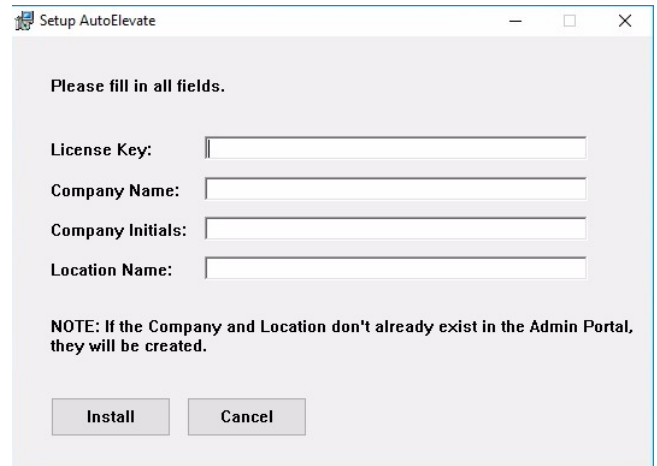 Setup AutoElevate
Please fill in all fields.
License Key:
Company Name:
Company Initials:
Location Name:
NOTE: If the Company and Location don't already exist in the Admin Portal,
they will be created.
Install
Cancel